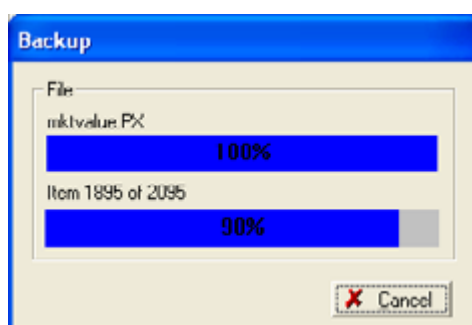 Backup
File
mktvalue.PX
100%
Item 1895 of 2095
90%
Cancel